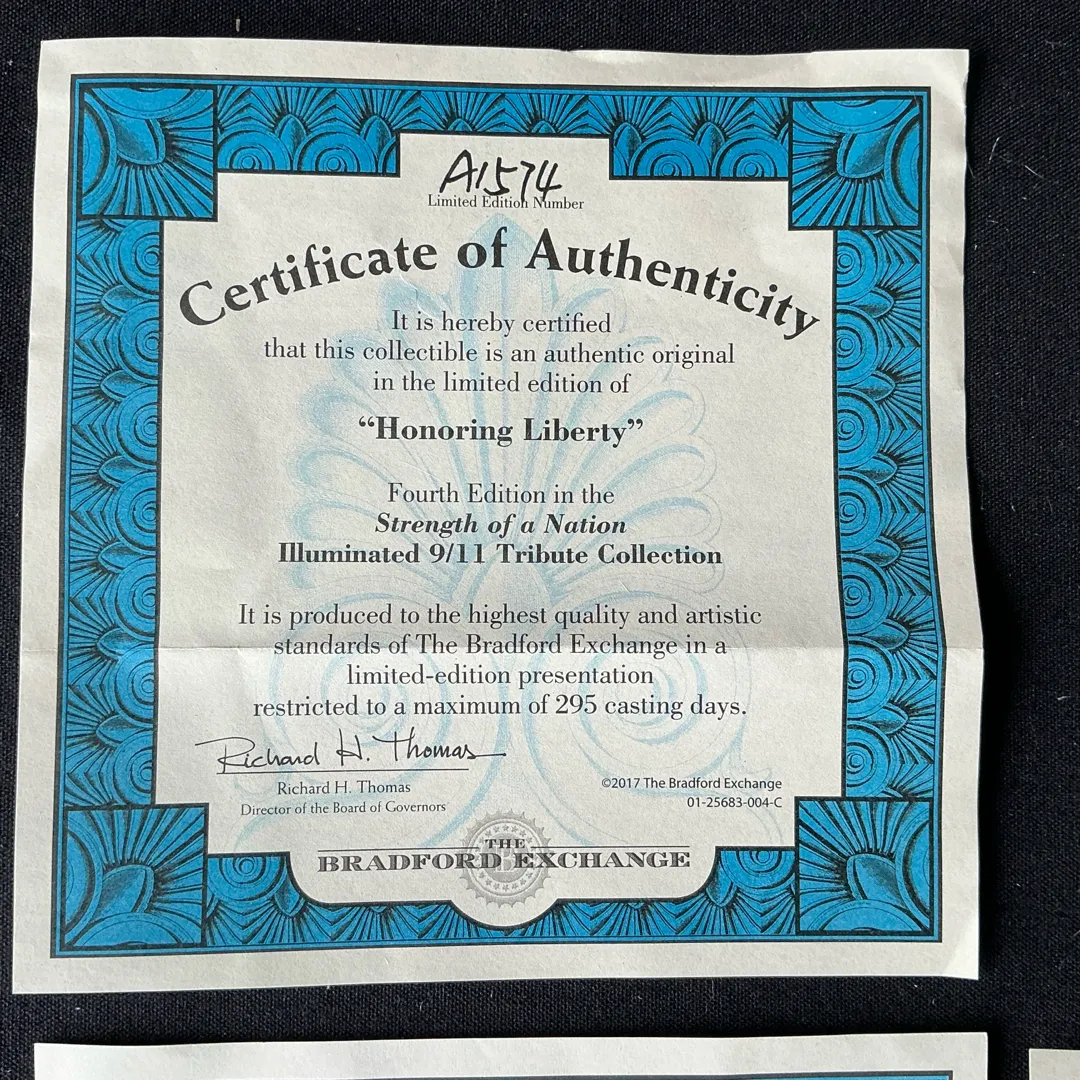 A1574
Limited Edition Number
Certificate of Authenticity
It is hereby certified
that this collectible is an authentic original
in the limited edition of
“Honoring Liberty”
Fourth Edition in the
Strength of a Nation
Illuminated 9/11 Tribute Collection
It is produced to the highest quality and artistic
standards of The Bradford Exchange in a
limited-edition presentation
restricted to a maximum of 295 casting days.
Richard H. Thomas
Richard H. Thomas
Director of the Board of Governors
©2017 The Bradford Exchange
01-25683-004-C
THE
BRADFORD EXCHANGE